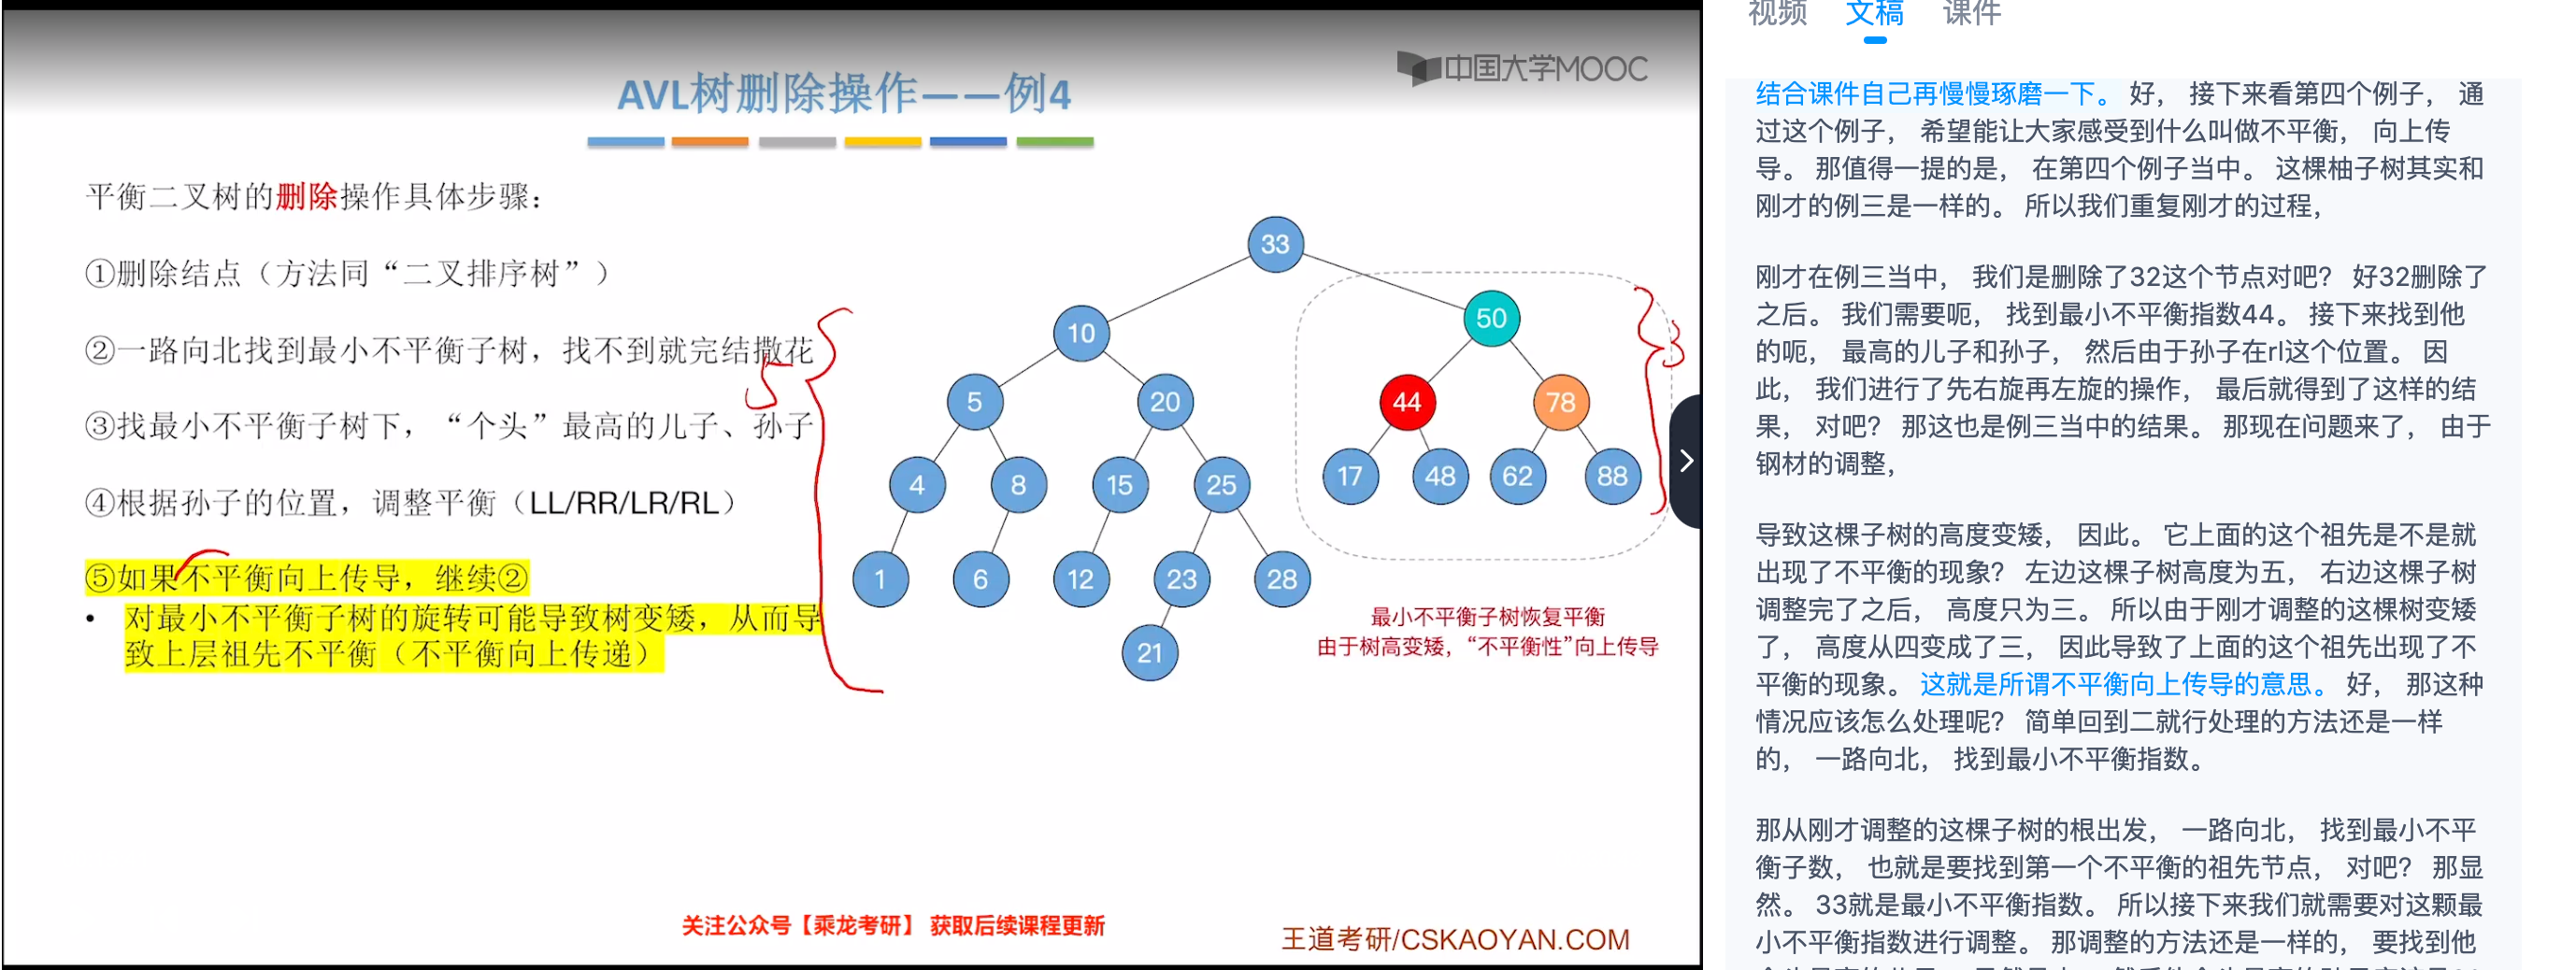 中国大学MOOC
AVL树删除操作——例4
平衡二叉树的删除操作具体步骤：
①删除结点（方法同“二叉排序树”）
②一路向北找到最小不平衡子树，找不到就完结撒花
③找最小不平衡子树下，“个头”最高的儿子、孙子
④根据孙子的位置，调整平衡（LL/RR/LR/RL）
⑤如果不平衡向上传导，继续②
• 对最小不平衡子树的旋转可能导致树变矮，从而导
致上层祖先不平衡（不平衡向上传递）
33
10 50
5 20 44 78
4 8 15 25 17 48 62 88
1 6 12 23 28
21
5
3
最小不平衡子树恢复平衡
由于树高变矮，“不平衡性”向上传导
关注公众号【乘龙考研】 获取后续课程更新
王道考研/CSKAOYAN.COM
视频 文稿 课件
结合课件自己再慢慢琢磨一下。 好， 接下来看第四个例子， 通
过这个例子， 希望能让大家感受到什么叫做不平衡， 向上传
导。 那值得一提的是， 在第四个例子当中。 这棵柚子树其实和
刚才的例三是一样的。 所以我们重复刚才的过程，
刚才在例三当中， 我们是删除了32这个节点对吧？ 好32删除了
之后。 我们需要呃， 找到最小不平衡指数44。 接下来找到他
的呃， 最高的儿子和孙子， 然后由于孙子在rl这个位置。 因
此， 我们进行了先右旋再左旋的操作， 最后就得到了这样的结
果， 对吧？ 那这也是例三当中的结果。 那现在问题来了， 由于
钢材的调整，
导致这棵子树的高度变矮， 因此。 它上面的这个祖先是不是就
出现了不平衡的现象？ 左边这棵子树高度为五， 右边这棵子树
调整完了之后， 高度只为三。 所以由于刚才调整的这棵树变矮
了， 高度从四变成了三， 因此导致了上面的这个祖先出现了不
平衡的现象。 这就是所谓不平衡向上传导的意思。 好， 那这种
情况应该怎么处理呢？ 简单回到二就行处理的方法还是一样
的， 一路向北， 找到最小不平衡指数。
那从刚才调整的这棵子树的根出发， 一路向北， 找到最小不平
衡子数， 也就是要找到第一个不平衡的祖先节点， 对吧？ 那显
然。 33就是最小不平衡指数。 所以接下来我们就需要对这颗最
小不平衡指数进行调整。 那调整的方法还是一样的， 要找到他